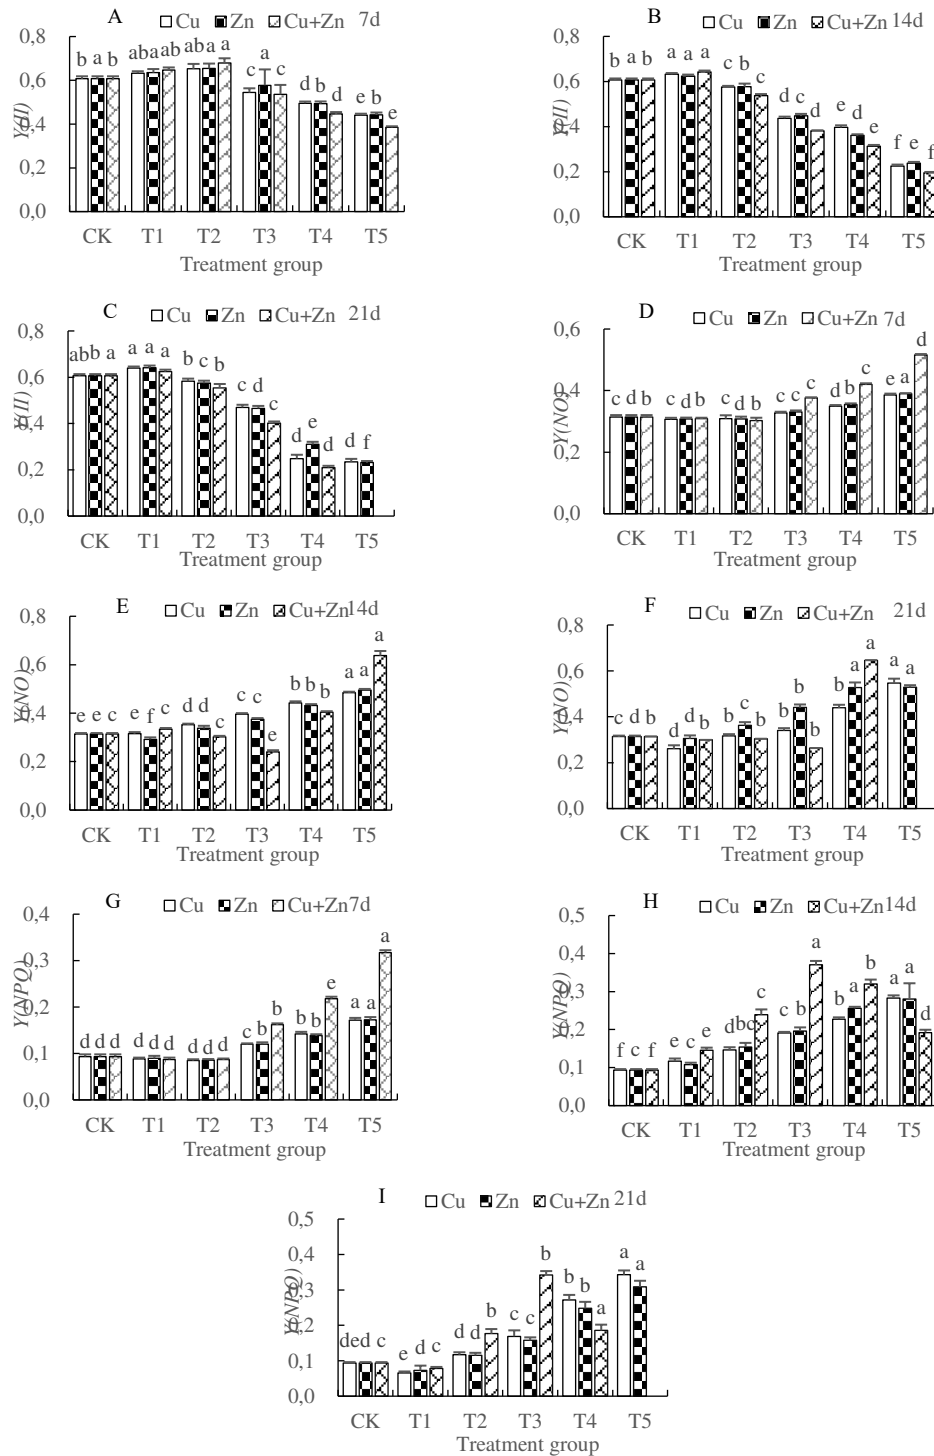 A
Cu Zn Cu+Zn 7d
Y(II)
0,8
0,6
0,4
0,2
0,0
b a b aba ab aba a c a c d b d e b e
CK T1 T2 T3 T4 T5
Treatment group
B
Cu Zn Cu+Zn 14d
Y(II)
0,8
0,6
0,4
0,2
0,0
b a b a a a b b c c c d e d e f e f
CK T1 T2 T3 T4 T5
Treatment group
C
Cu Zn Cu+Zn 21d
Y(II)
0,8
0,6
0,4
0,2
0,0
abb a a a a b c b c d c d e d d f
CK T1 T2 T3 T4 T5
Treatment group
D
Cu Zn Cu+Zn 7d
Y(NO)
0,6
0,4
0,2
0,0
c d b c d b c d b c c c d b c e a d
CK T1 T2 T3 T4 T5
Treatment group
E
Cu Zn Cu+Zn 14d
Y(NO)
0,8
0,6
0,4
0,2
0,0
e e c e f c d d c c c e b b b a a a
CK T1 T2 T3 T4 T5
Treatment group
F
Cu Zn Cu+Zn 21d
Y(NO)
0,8
0,6
0,4
0,2
0,0
c d b d d b b c b b b c b a a a a
CK T1 T2 T3 T4 T5
Treatment group
G
Cu Zn Cu+Zn 7d
Y(NPQ)
0,4
0,3
0,2
0,1
0,0
d d d d d d d d d c b b b b e a a a
CK T1 T2 T3 T4 T5
Treatment group
H
Cu Zn Cu+Zn 14d
Y(NPQ)
0,5
0,4
0,3
0,2
0,1
0,0
f c f e c e d bc c c b a b a b a a d
CK T1 T2 T3 T4 T5
Treatment group
I
Cu Zn Cu+Zn 21d
Y(NPQ)
0,5
0,4
0,3
0,2
0,1
0,0
ded c e d c d d b c c b b b a a a
CK T1 T2 T3 T4 T5
Treatment group